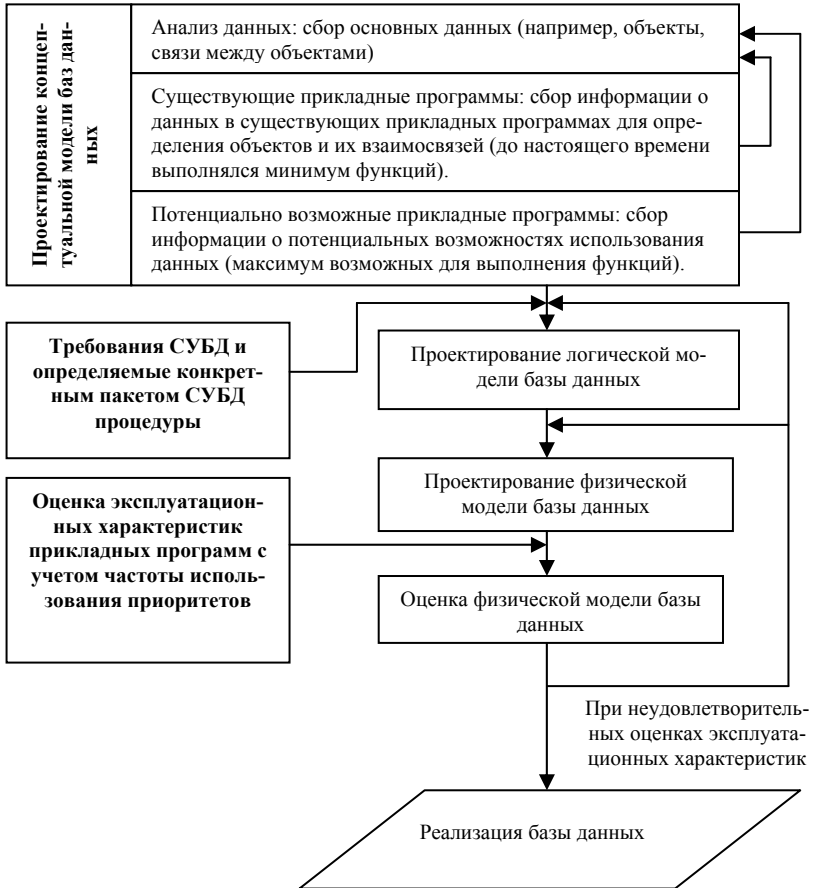 Проектирование концеп-
туальной модели баз дан-
ных
Анализ данных: сбор основных данных (например, объекты,
связи между объектами)
Существующие прикладные программы: сбор информации о
данных в существующих прикладных программах для опре-
деления объектов и их взаимосвязей (до настоящего времени
выполнялся минимум функций).
Потенциально возможные прикладные программы: сбор
информации о потенциальных возможностях использования
данных (максимум возможных для выполнения функций).
Требования СУБД и
определяемые конкрет-
ным пакетом СУБД
процедуры
Проектирование логической мо-
дели базы данных
Проектирование физической
модели базы данных
Оценка эксплуатацион-
ных характеристик
прикладных программ с
учетом частоты исполь-
зования приоритетов
Оценка физической модели базы
данных
При неудовлетворитель-
ных оценках эксплуата-
ционных характеристик
Реализация базы данных